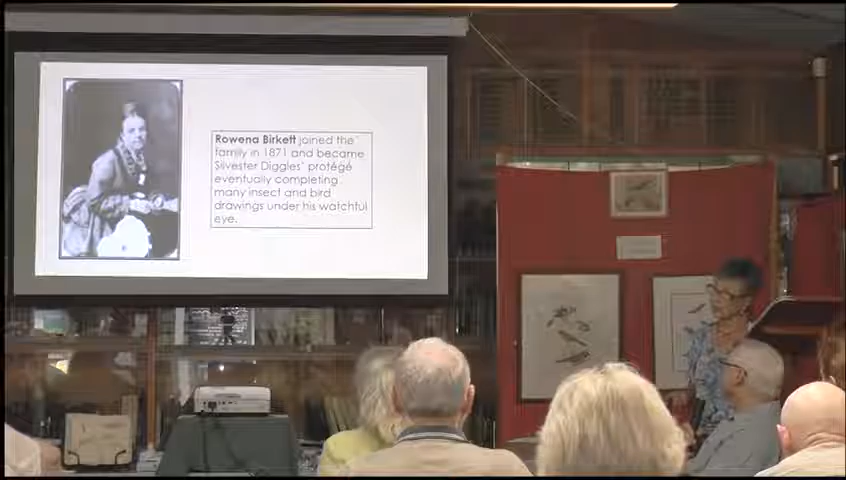 Rowena Birkett joined the
family in 1871 and became
Silvester Diggles' protégé
eventually completing
many insect and bird
drawings under his watchful
eye.